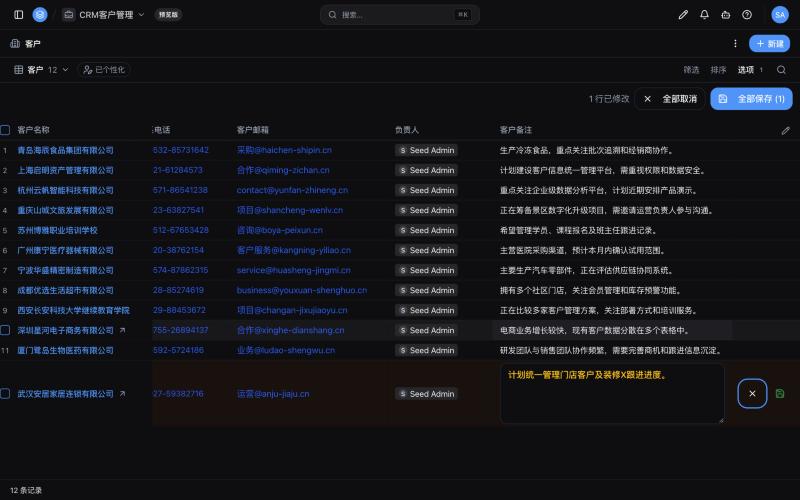 CRM客户管理 预览版 搜索... ⌘K SA
客户 + 新建
客户 12 已个性化 筛选 排序 选项 1
1 行已修改 全部取消 全部保存 (1)
客户名称 电话 客户邮箱 负责人 客户备注
1 青岛海辰食品集团有限公司 532-85731642 采购@haichen-shipin.cn S Seed Admin 生产冷冻食品，重点关注批次追溯和经销商协作。
2 上海启明资产管理有限公司 21-61284573 合作@qiming-zichan.cn S Seed Admin 计划建设客户信息统一管理平台，需重视权限和数据安全。
3 杭州云帆智能科技有限公司 571-86541238 contact@yunfan-zhineng.cn S Seed Admin 重点关注企业级数据分析平台，计划近期安排产品演示。
4 重庆山城文旅发展有限公司 23-63827541 项目@shancheng-wenlv.cn S Seed Admin 正在筹备景区数字化升级项目，需邀请运营负责人参与沟通。
5 苏州博雅职业培训学校 512-67653428 咨询@boya-peixun.cn S Seed Admin 希望管理学员、课程报名及班主任跟进记录。
6 广州康宁医疗器械有限公司 20-38762154 客户服务@kangning-yiliao.cn S Seed Admin 主营医院采购渠道，预计本月内确认试用范围。
7 宁波华盛精密制造有限公司 574-87862315 service@huasheng-jingmi.cn S Seed Admin 主要生产汽车零部件，正在评估供应链协同系统。
8 成都优选生活超市有限公司 28-85274619 business@youxuan-shenghuo.cn S Seed Admin 拥有多个社区门店，关注会员管理和库存预警功能。
9 西安长安科技大学继续教育学院 29-88453672 项目@changan-jixujiaoyu.cn S Seed Admin 正在比较多家客户管理方案，关注部署方式和培训服务。
深圳星河电子商务有限公司 755-26894137 合作@xinghe-dianshang.cn S Seed Admin 电商业务增长较快，现有客户数据分散在多个表格中。
11 厦门鹭岛生物医药有限公司 592-5724186 业务@ludao-shengwu.cn S Seed Admin 研发团队与销售团队协作频繁，需要完善商机和跟进信息沉淀。
武汉安居家居连锁有限公司 27-59382716 运营@anju-jiaju.cn S Seed Admin 计划统一管理门店客户及装修X跟进进度。
12 条记录